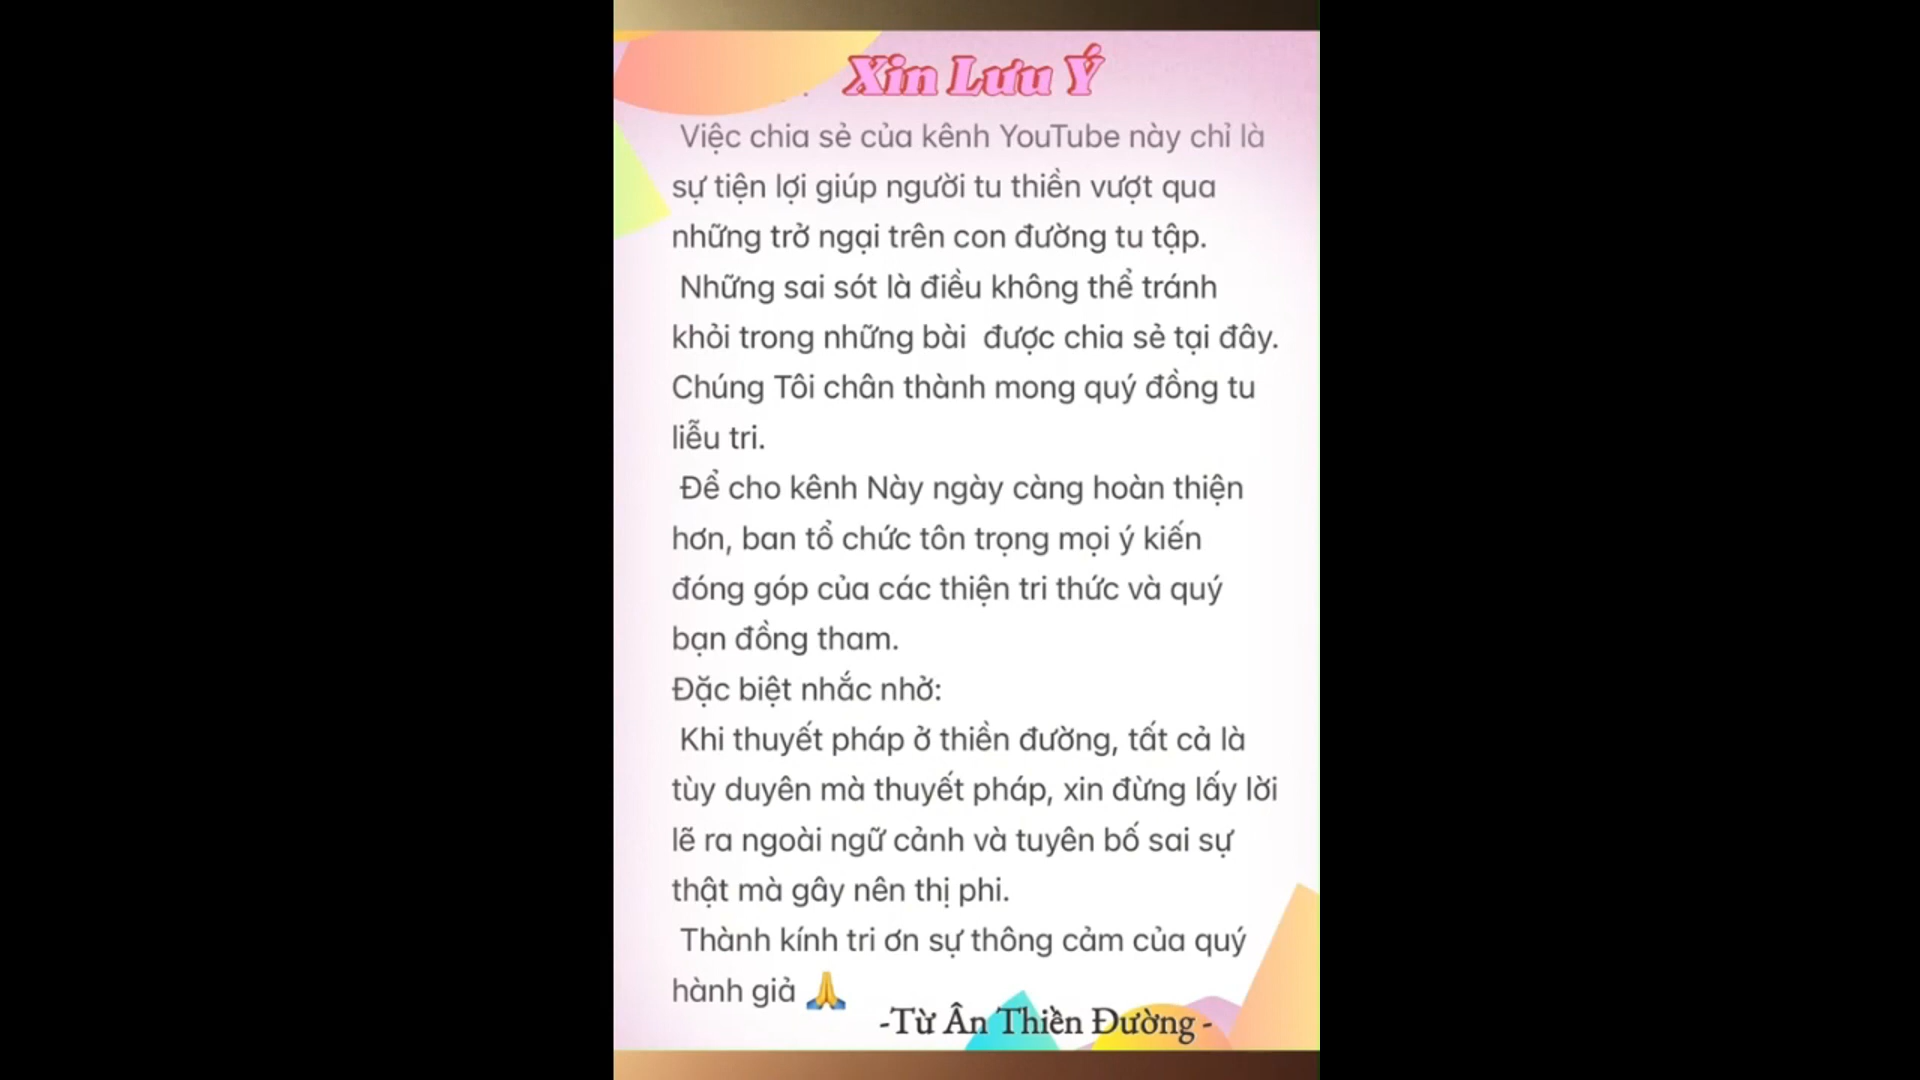 Xin Lưu Ý
Việc chia sẻ của kênh YouTube này chỉ là
sự tiện lợi giúp người tu thiền vượt qua
những trở ngại trên con đường tu tập.
Những sai sót là điều không thể tránh
khỏi trong những bài  được chia sẻ tại đây.
Chúng Tôi chân thành mong quý đồng tu
liễu tri.
Để cho kênh Này ngày càng hoàn thiện
hơn, ban tổ chức tôn trọng mọi ý kiến
đóng góp của các thiện tri thức và quý
bạn đồng tham.
Đặc biệt nhắc nhở:
Khi thuyết pháp ở thiền đường, tất cả là
tùy duyên mà thuyết pháp, xin đừng lấy lời
lẽ ra ngoài ngữ cảnh và tuyên bố sai sự
thật mà gây nên thị phi.
Thành kính tri ơn sự thông cảm của quý
hành giả 🙏
-Từ Ân Thiền Đường -